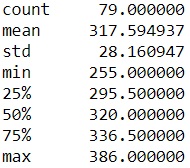 count 79.000000
mean 317.594937
std 28.160947
min 255.000000
25% 295.500000
50% 320.000000
75% 336.500000
max 386.000000